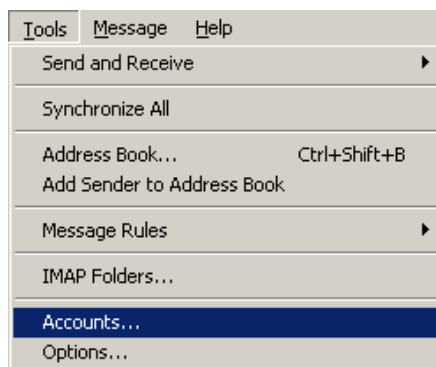 Tools Message Help
Send and Receive
Synchronize All
Address Book... Ctrl+Shift+B
Add Sender to Address Book
Message Rules
IMAP Folders...
Accounts...
Options...